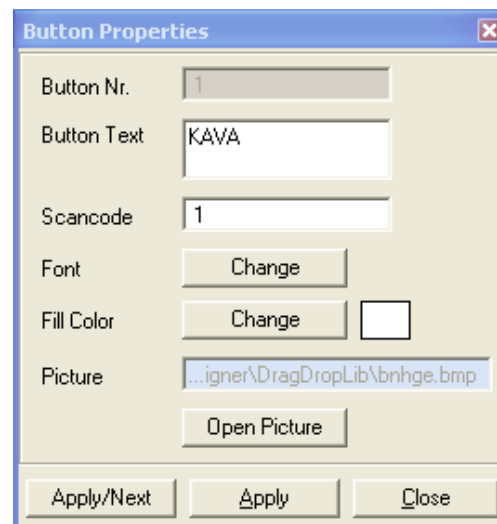 Button Properties
Button Nr. 1
Button Text KAVA
Scancode 1
Font Change
Fill Color Change
Picture ...igner\DragDropLib\bnhge.bmp
Open Picture
Apply/Next Apply Close